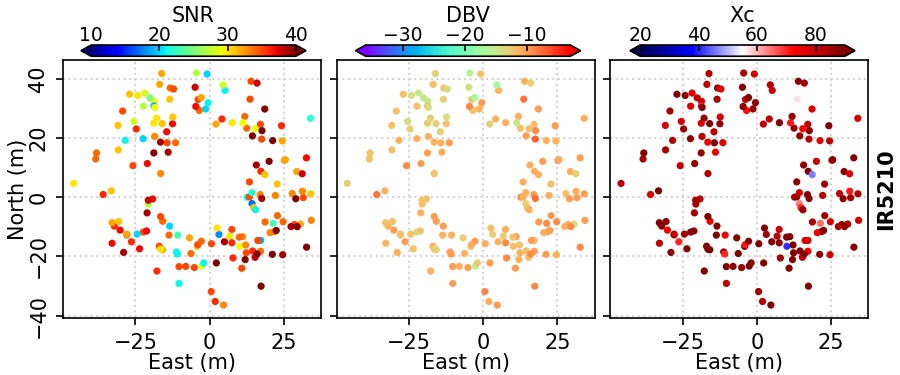 SNR DBV Xc
10 20 30 40 −30 −20 −10 20 40 60 80
40
20
0
−20
−40
North (m)
−25 0 25 −25 0 25 −25 0 25
East (m) East (m) East (m)
IR5210